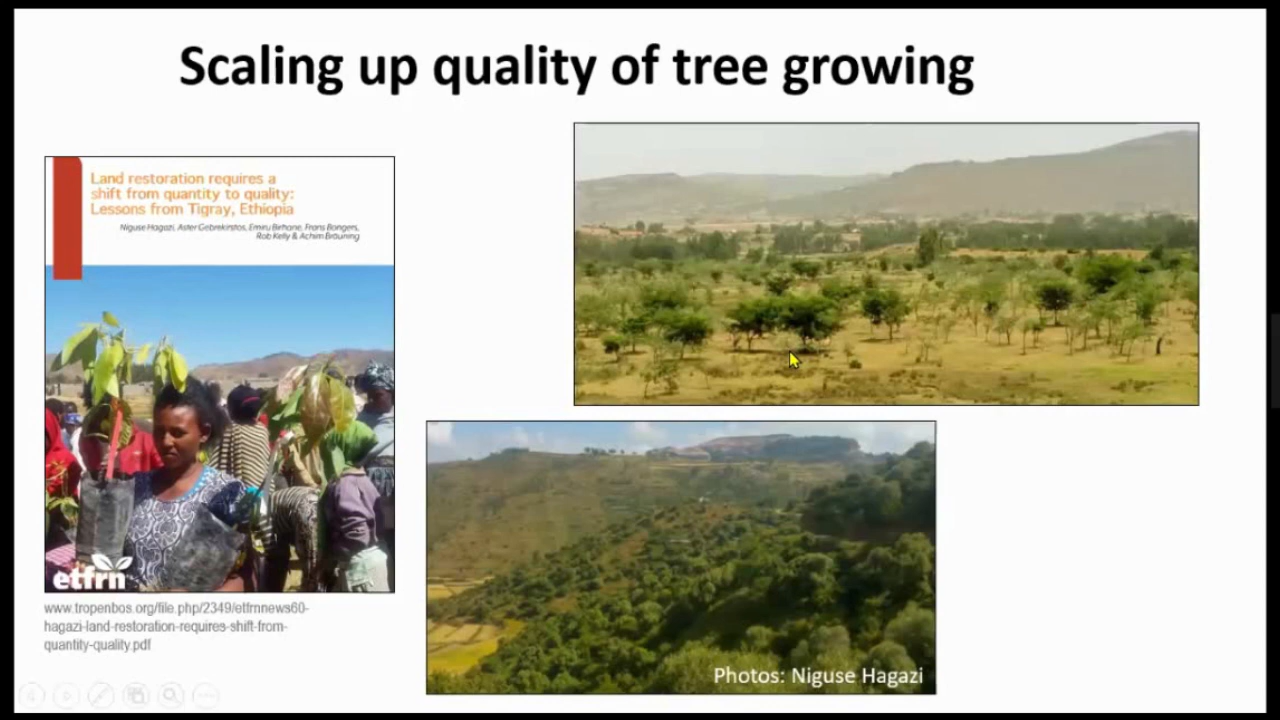 Scaling up quality of tree growing
Land restoration requires a
shift from quantity to quality:
Lessons from Tigray, Ethiopia
Niguse Hagazi, Aster Gebrekirstos, Emiru Birhane, Frans Bongers,
Rob Kelly & Achim Bräuning
etfrn
www.tropenbos.org/file.php/2349/etfrnnews60-
hagazi-land-restoration-requires-shift-from-
quantity-quality.pdf
Photos: Niguse Hagazi